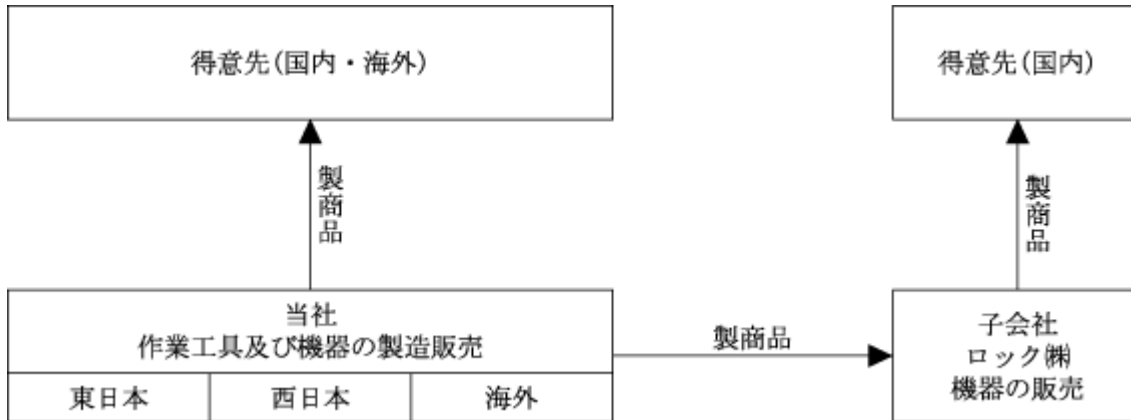 得意先(国内・海外)
得意先(国内)
製商品
製商品
当社
作業工具及び機器の製造販売
東日本
西日本
海外
製商品
子会社
ロック㈱
機器の販売